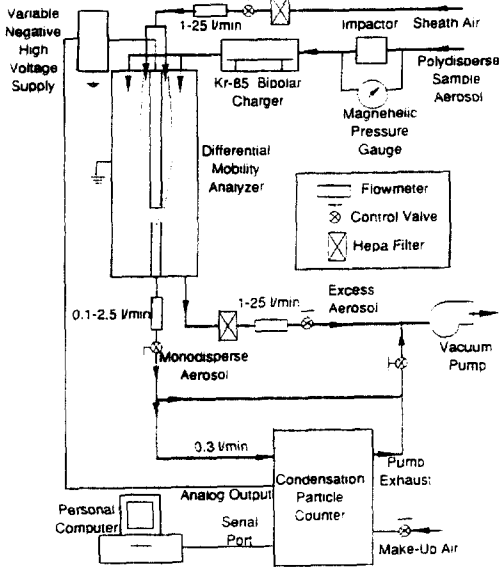 Variable
Negative
High
Voltage
Supply
1-25 l/min
Sheath Air
Impactor
Polydisperse
Sample
Aerosol
Kr-85 Bipolar
Charger
Magnehelic
Pressure
Gauge
Differential
Mobility
Analyzer
Flowmeter
Control Valve
Hepa Filter
0.1-2.5 l/min
1-25 l/min
Excess
Aerosol
Vacuum
Pump
Monodisperse
Aerosol
0.3 l/min
Pump
Exhaust
Condensation
Particle
Counter
Analog Output
Personal
Computer
Serial
Port
Make-Up Air